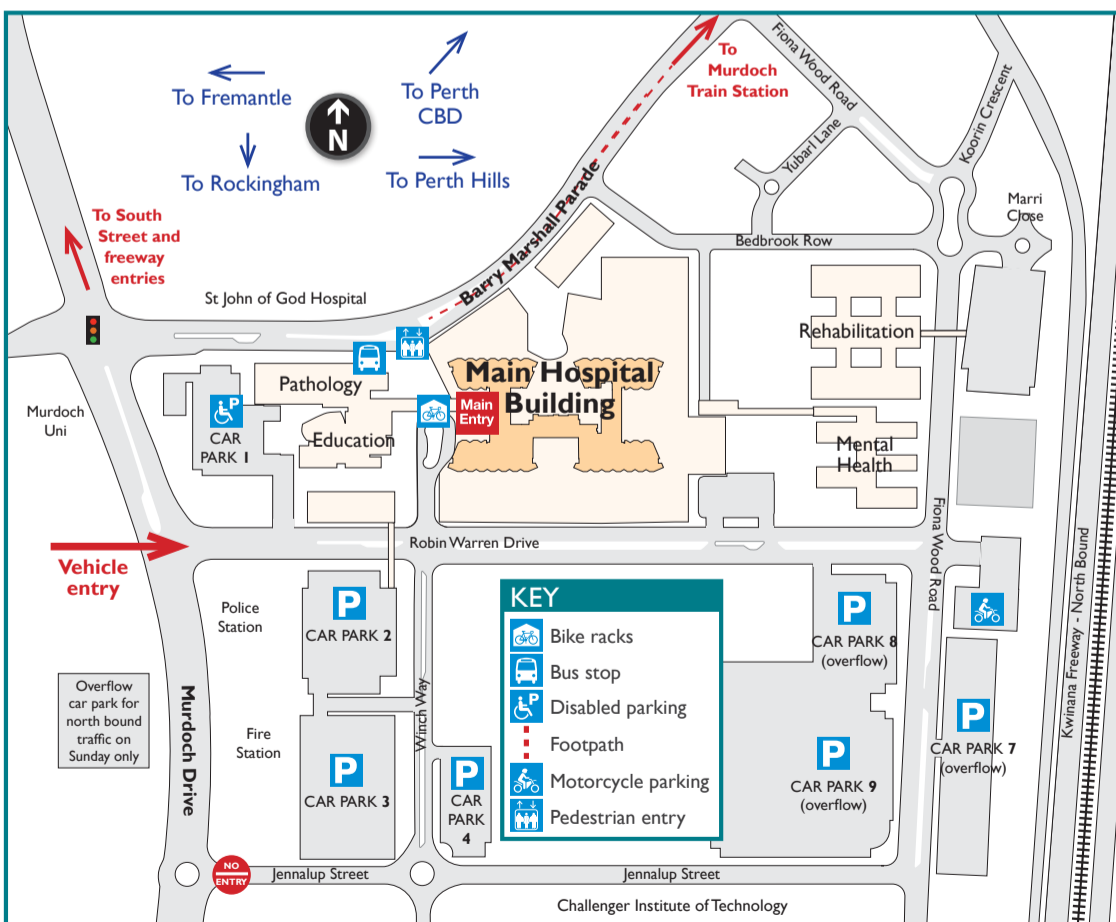 To
Murdoch
Train Station
Fiona Wood Road
Koorin Crescent
Yubarl Lane
To Fremantle
To Perth
CBD
N
To Rockingham
To Perth Hills
Marri
Close
Bedbrook Row
To South
Street and
freeway
entries
Barry Marshall Parade
St John of God Hospital
Rehabilitation
Pathology
Main Hospital
Building
Main
Entry
Murdoch
Uni
P
CAR
PARK 1
Education
Mental
Health
Fiona Wood Road
Kwinana Freeway - North Bound
Robin Warren Drive
Vehicle
entry
Police
Station
P
CAR PARK 2
KEY
Bike racks
Bus stop
P
Disabled parking
Footpath
Motorcycle parking
Pedestrian entry
P
CAR PARK 8
(overflow)
Overflow
car park for
north bound
traffic on
Sunday only
Murdoch Drive
Fire
Station
Winch Way
P
CAR PARK 3
P
CAR
PARK
4
P
CAR PARK 9
(overflow)
P
CAR PARK 7
(overflow)
NO
ENTRY
Jennalup Street
Jennalup Street
Challenger Institute of Technology